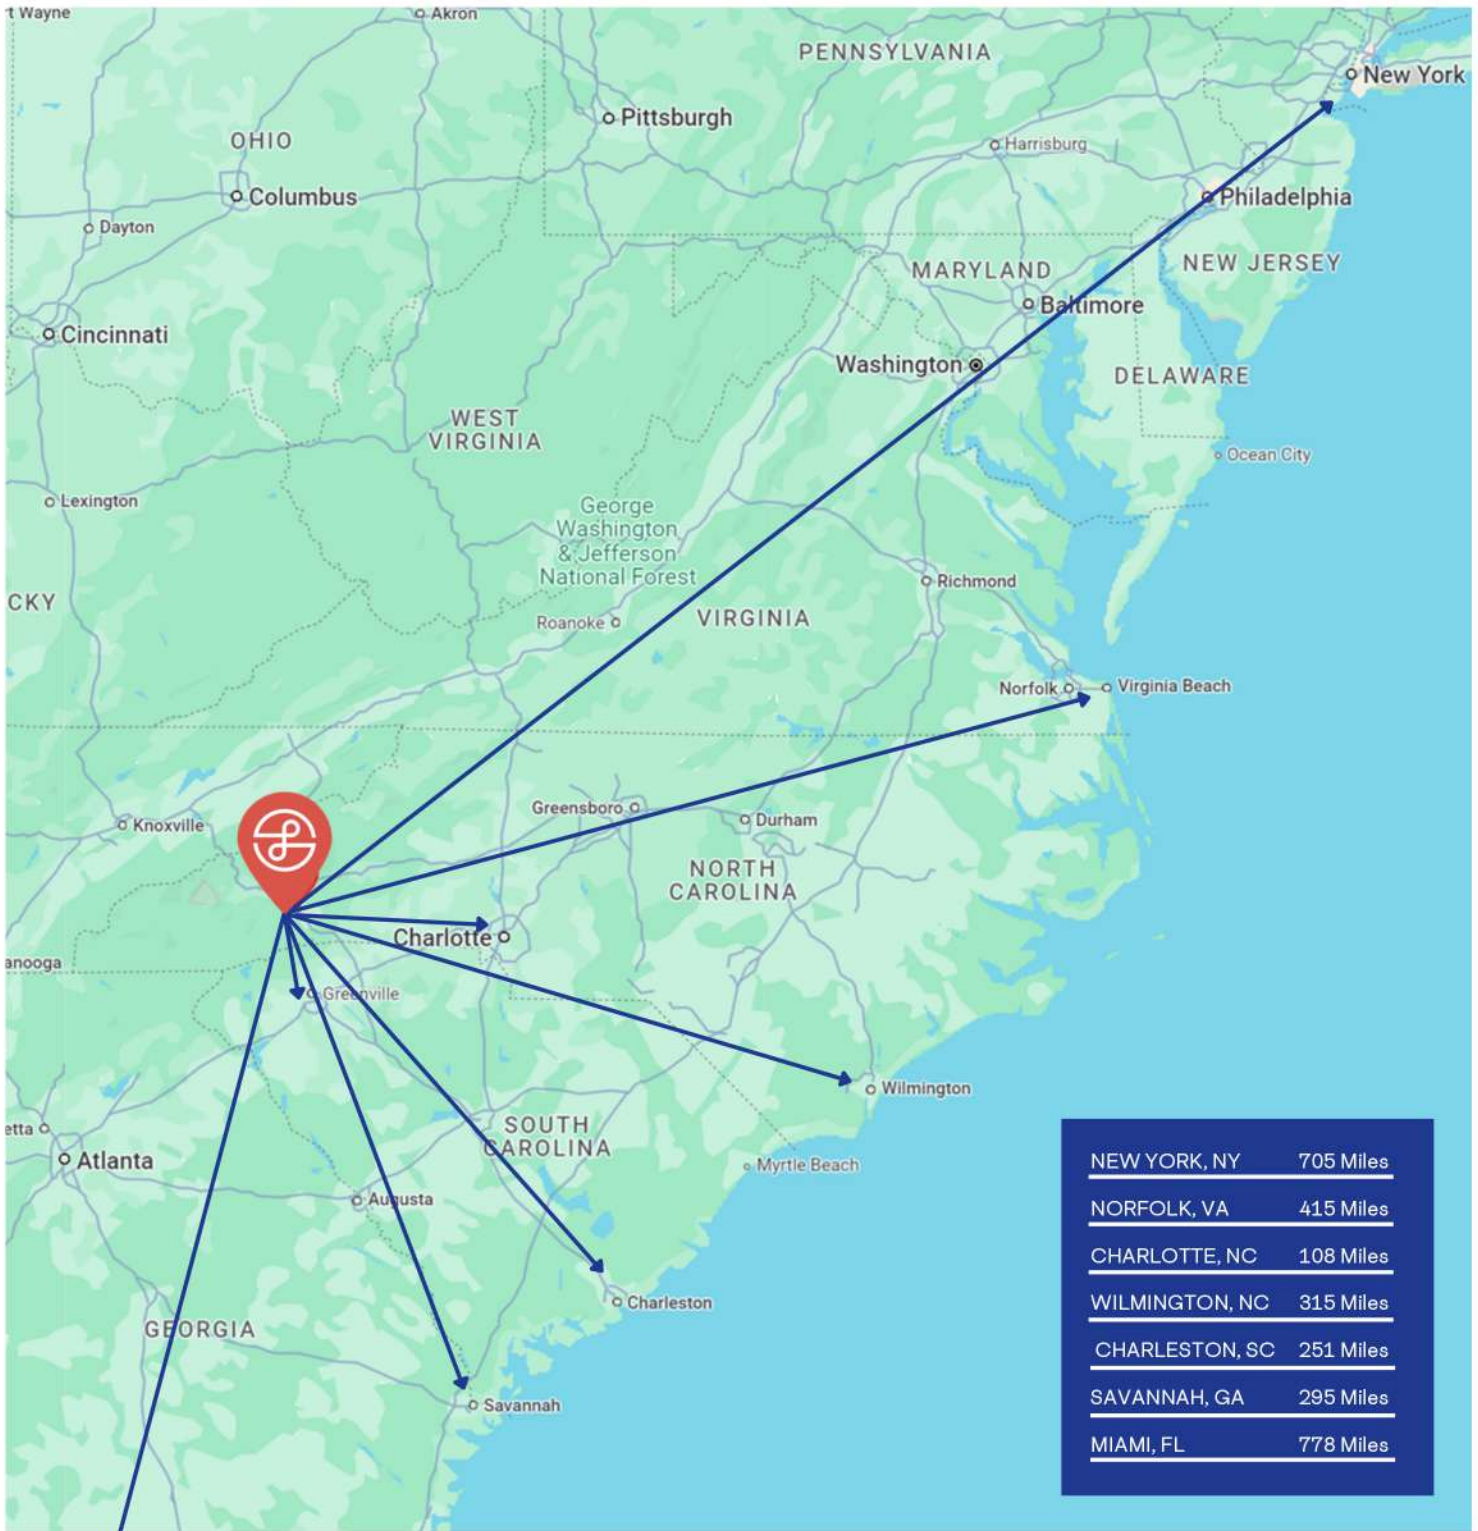 t Wayne
Akron
PENNSYLVANIA
New York
Pittsburgh
OHIO
Harrisburg
Columbus
Philadelphia
Dayton
MARYLAND
NEW JERSEY
Baltimore
Cincinnati
Washington
DELAWARE
WEST
VIRGINIA
Ocean City
Lexington
George
Washington
& Jefferson
National Forest
Richmond
CKY
Roanoke
VIRGINIA
Norfolk
Virginia Beach
Greensboro
Durham
Knoxville
NORTH
CAROLINA
Charlotte
anooga
Greenville
Wilmington
SOUTH
CAROLINA
etta
Atlanta
Myrtle Beach
Augusta
Charleston
GEORGIA
Savannah
NEW YORK, NY 705 Miles
NORFOLK, VA 415 Miles
CHARLOTTE, NC 108 Miles
WILMINGTON, NC 315 Miles
CHARLESTON, SC 251 Miles
SAVANNAH, GA 295 Miles
MIAMI, FL 778 Miles